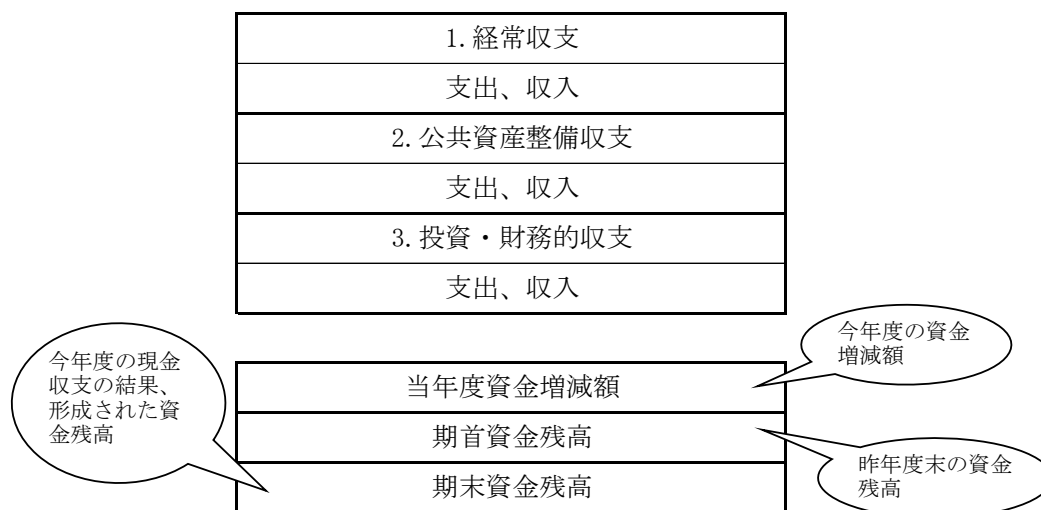 1.経常収支
支出、収入
2.公共資産整備収支
支出、収入
3.投資・財務的収支
支出、収入
今年度の資金
増減額
今年度の現金
収支の結果、
形成された資
金残高
当年度資金増減額
期首資金残高
期末資金残高
昨年度末の資金
残高